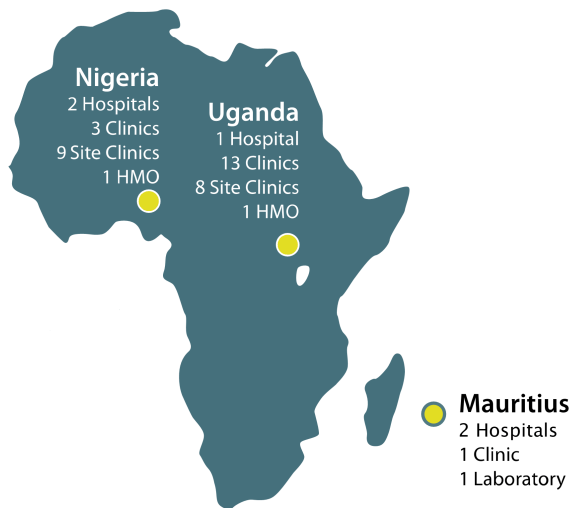 Nigeria
2 Hospitals
3 Clinics
9 Site Clinics
1 HMO
Uganda
1 Hospital
13 Clinics
8 Site Clinics
1 HMO
Mauritius
2 Hospitals
1 Clinic
1 Laboratory